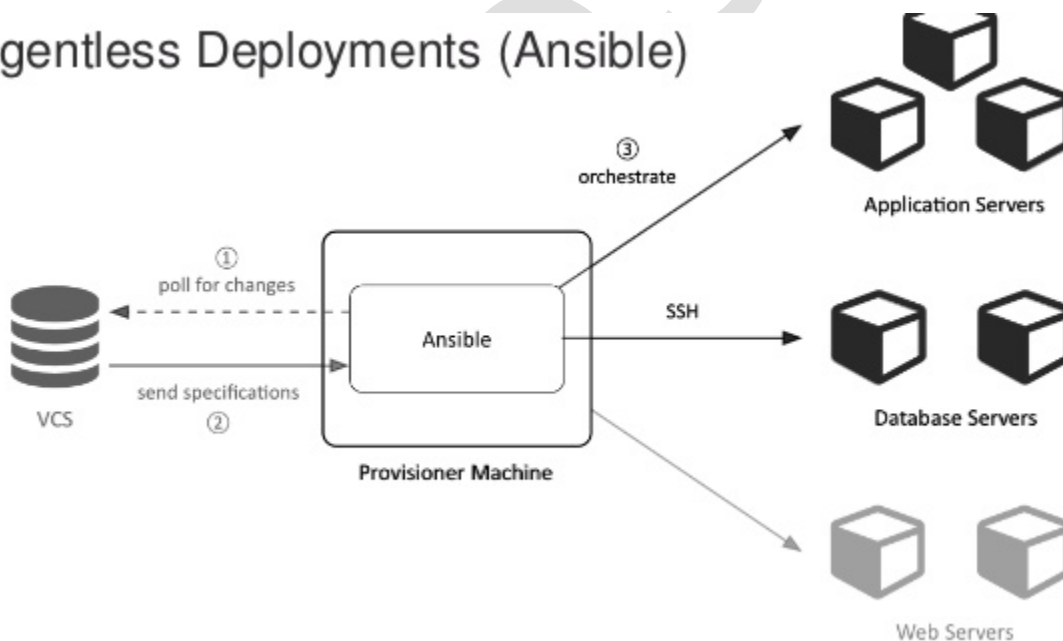 gentless Deployments (Ansible)
③
orchestrate
Application Servers
①
poll for changes
SSH
Ansible
send specifications
②
VCS
Database Servers
Provisioner Machine
Web Servers